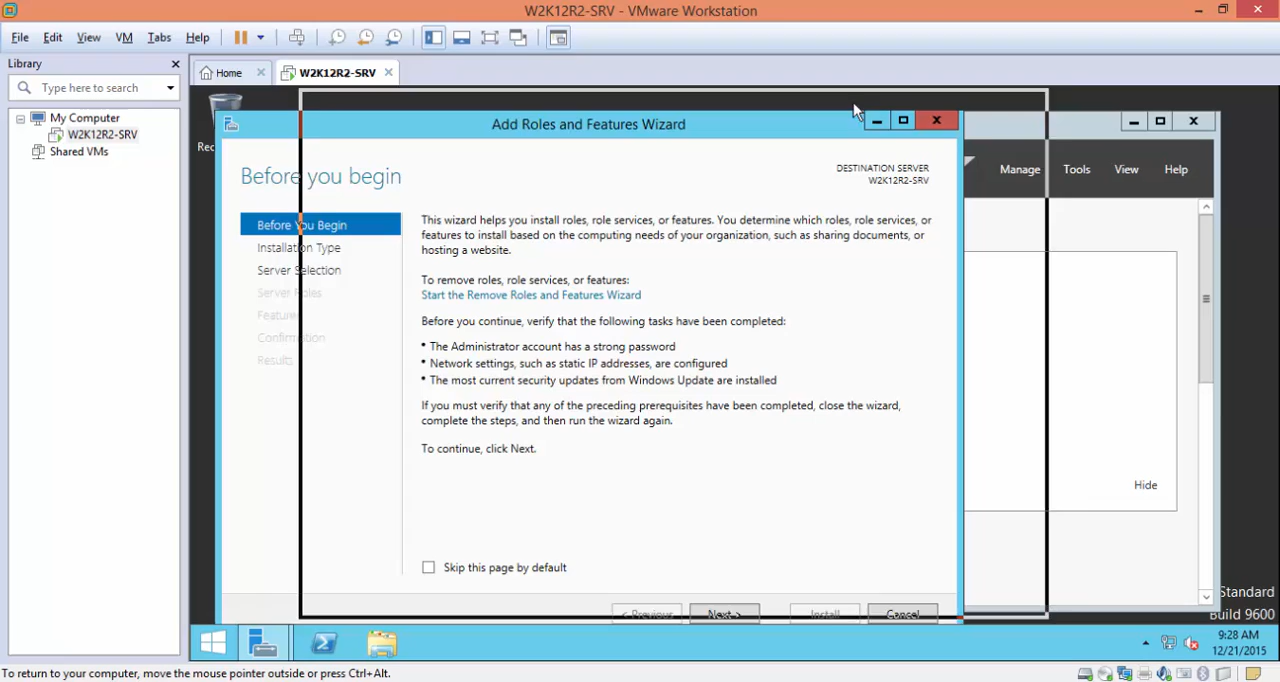 W2K12R2-SRV - VMware Workstation
File Edit View VM Tabs Help
Library
Type here to search
My Computer
W2K12R2-SRV
Shared VMs
Home
W2K12R2-SRV
Rec
Add Roles and Features Wizard
Before you begin
DESTINATION SERVER
W2K12R2-SRV
Manage Tools View Help
Before You Begin
Installation Type
Server Selection
Server Roles
Features
Confirmation
Results
This wizard helps you install roles, role services, or features. You determine which roles, role services, or
features to install based on the computing needs of your organization, such as sharing documents, or
hosting a website.
To remove roles, role services, or features:
Start the Remove Roles and Features Wizard
Before you continue, verify that the following tasks have been completed:
• The Administrator account has a strong password
• Network settings, such as static IP addresses, are configured
• The most current security updates from Windows Update are installed
If you must verify that any of the preceding prerequisites have been completed, close the wizard,
complete the steps, and then run the wizard again.
To continue, click Next.
Hide
Skip this page by default
< Previous Next > Install Cancel
Standard
Build 9600
9:28 AM
12/21/2015
To return to your computer, move the mouse pointer outside or press Ctrl+Alt.